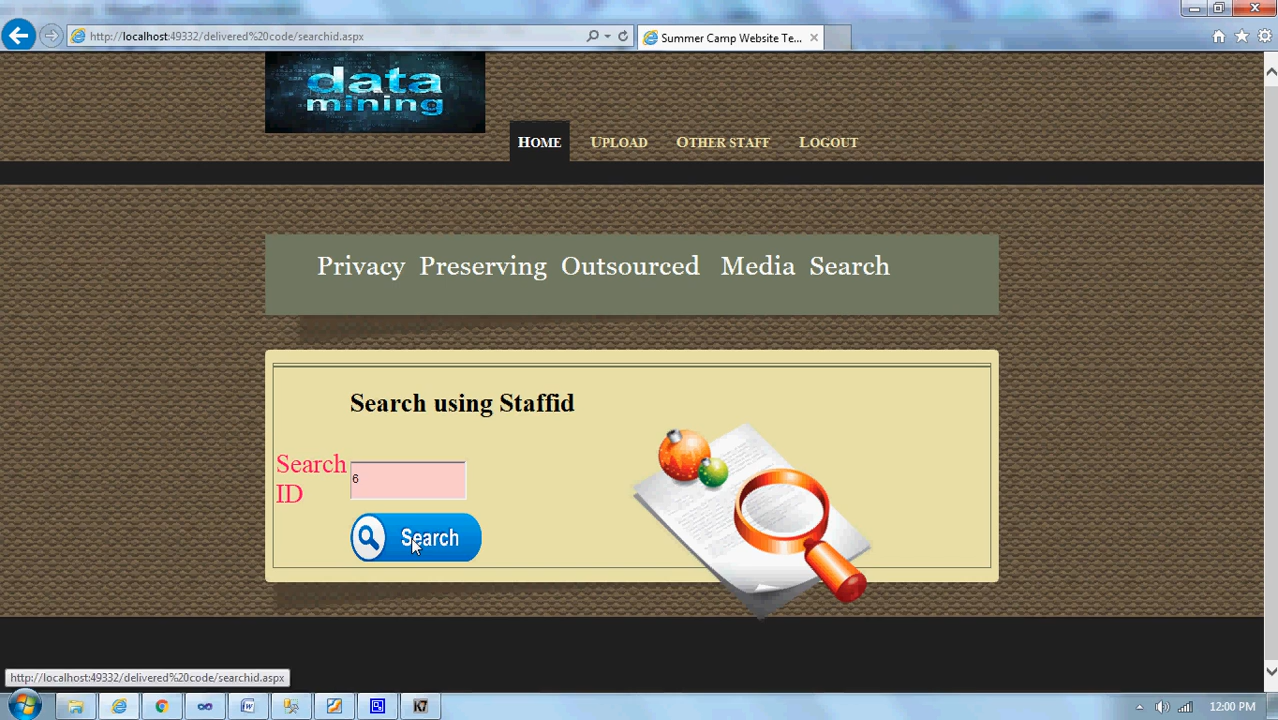 http://localhost:49332/delivered%20code/searchid.aspx
Summer Camp Website Te...
data
mining
HOME UPLOAD OTHER STAFF LOGOUT
Privacy Preserving Outsourced Media Search
Search using Staffid
Search
ID
6
Search
http://localhost:49332/delivered%20code/searchid.aspx
K7
12:00 PM